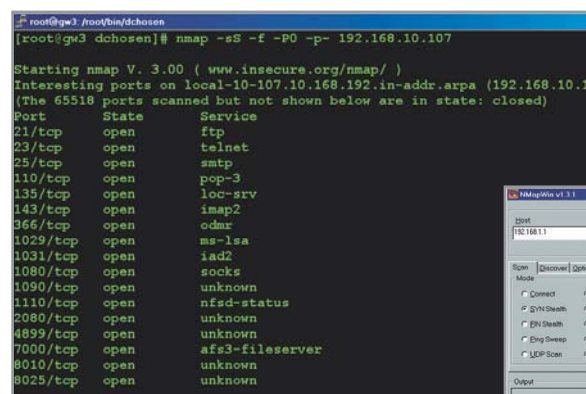 root@gw3: /root/bin/dchosen
[root@gw3 dchosen]# nmap -sS -f -P0 -p- 192.168.10.107
Starting nmap V. 3.00 ( www.insecure.org/nmap/ )
Interesting ports on local-10-107.10.168.192.in-addr.arpa (192.168.10.1
(The 65518 ports scanned but not shown below are in state: closed)
Port State Service
21/tcp open ftp
23/tcp open telnet
25/tcp open smtp
110/tcp open pop-3
135/tcp open loc-srv
143/tcp open imap2
366/tcp open odmr
1029/tcp open ms-lsa
1031/tcp open iad2
1080/tcp open socks
1090/tcp open unknown
1110/tcp open nfsd-status
2080/tcp open unknown
4899/tcp open unknown
7000/tcp open afs3-fileserver
8010/tcp open unknown
8025/tcp open unknown
NMapWin v1.3.1
Host
192.168.1.1
Scan Discover Opti
Mode
Connect
SYN Stealth
FIN Stealth
Ping Sweep
UDP Scan
Output